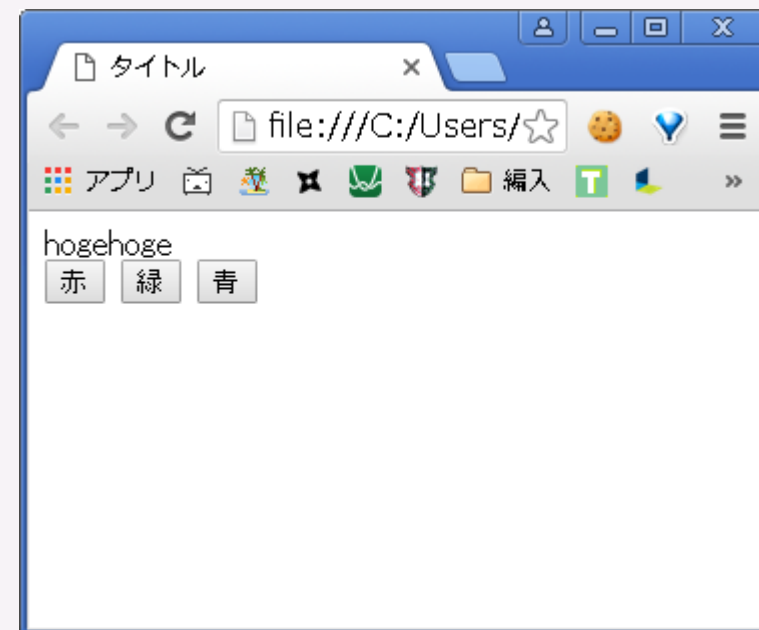 タイトル
file:///C:/Users/
アプリ 編入 T »
hogehoge
赤 緑 青